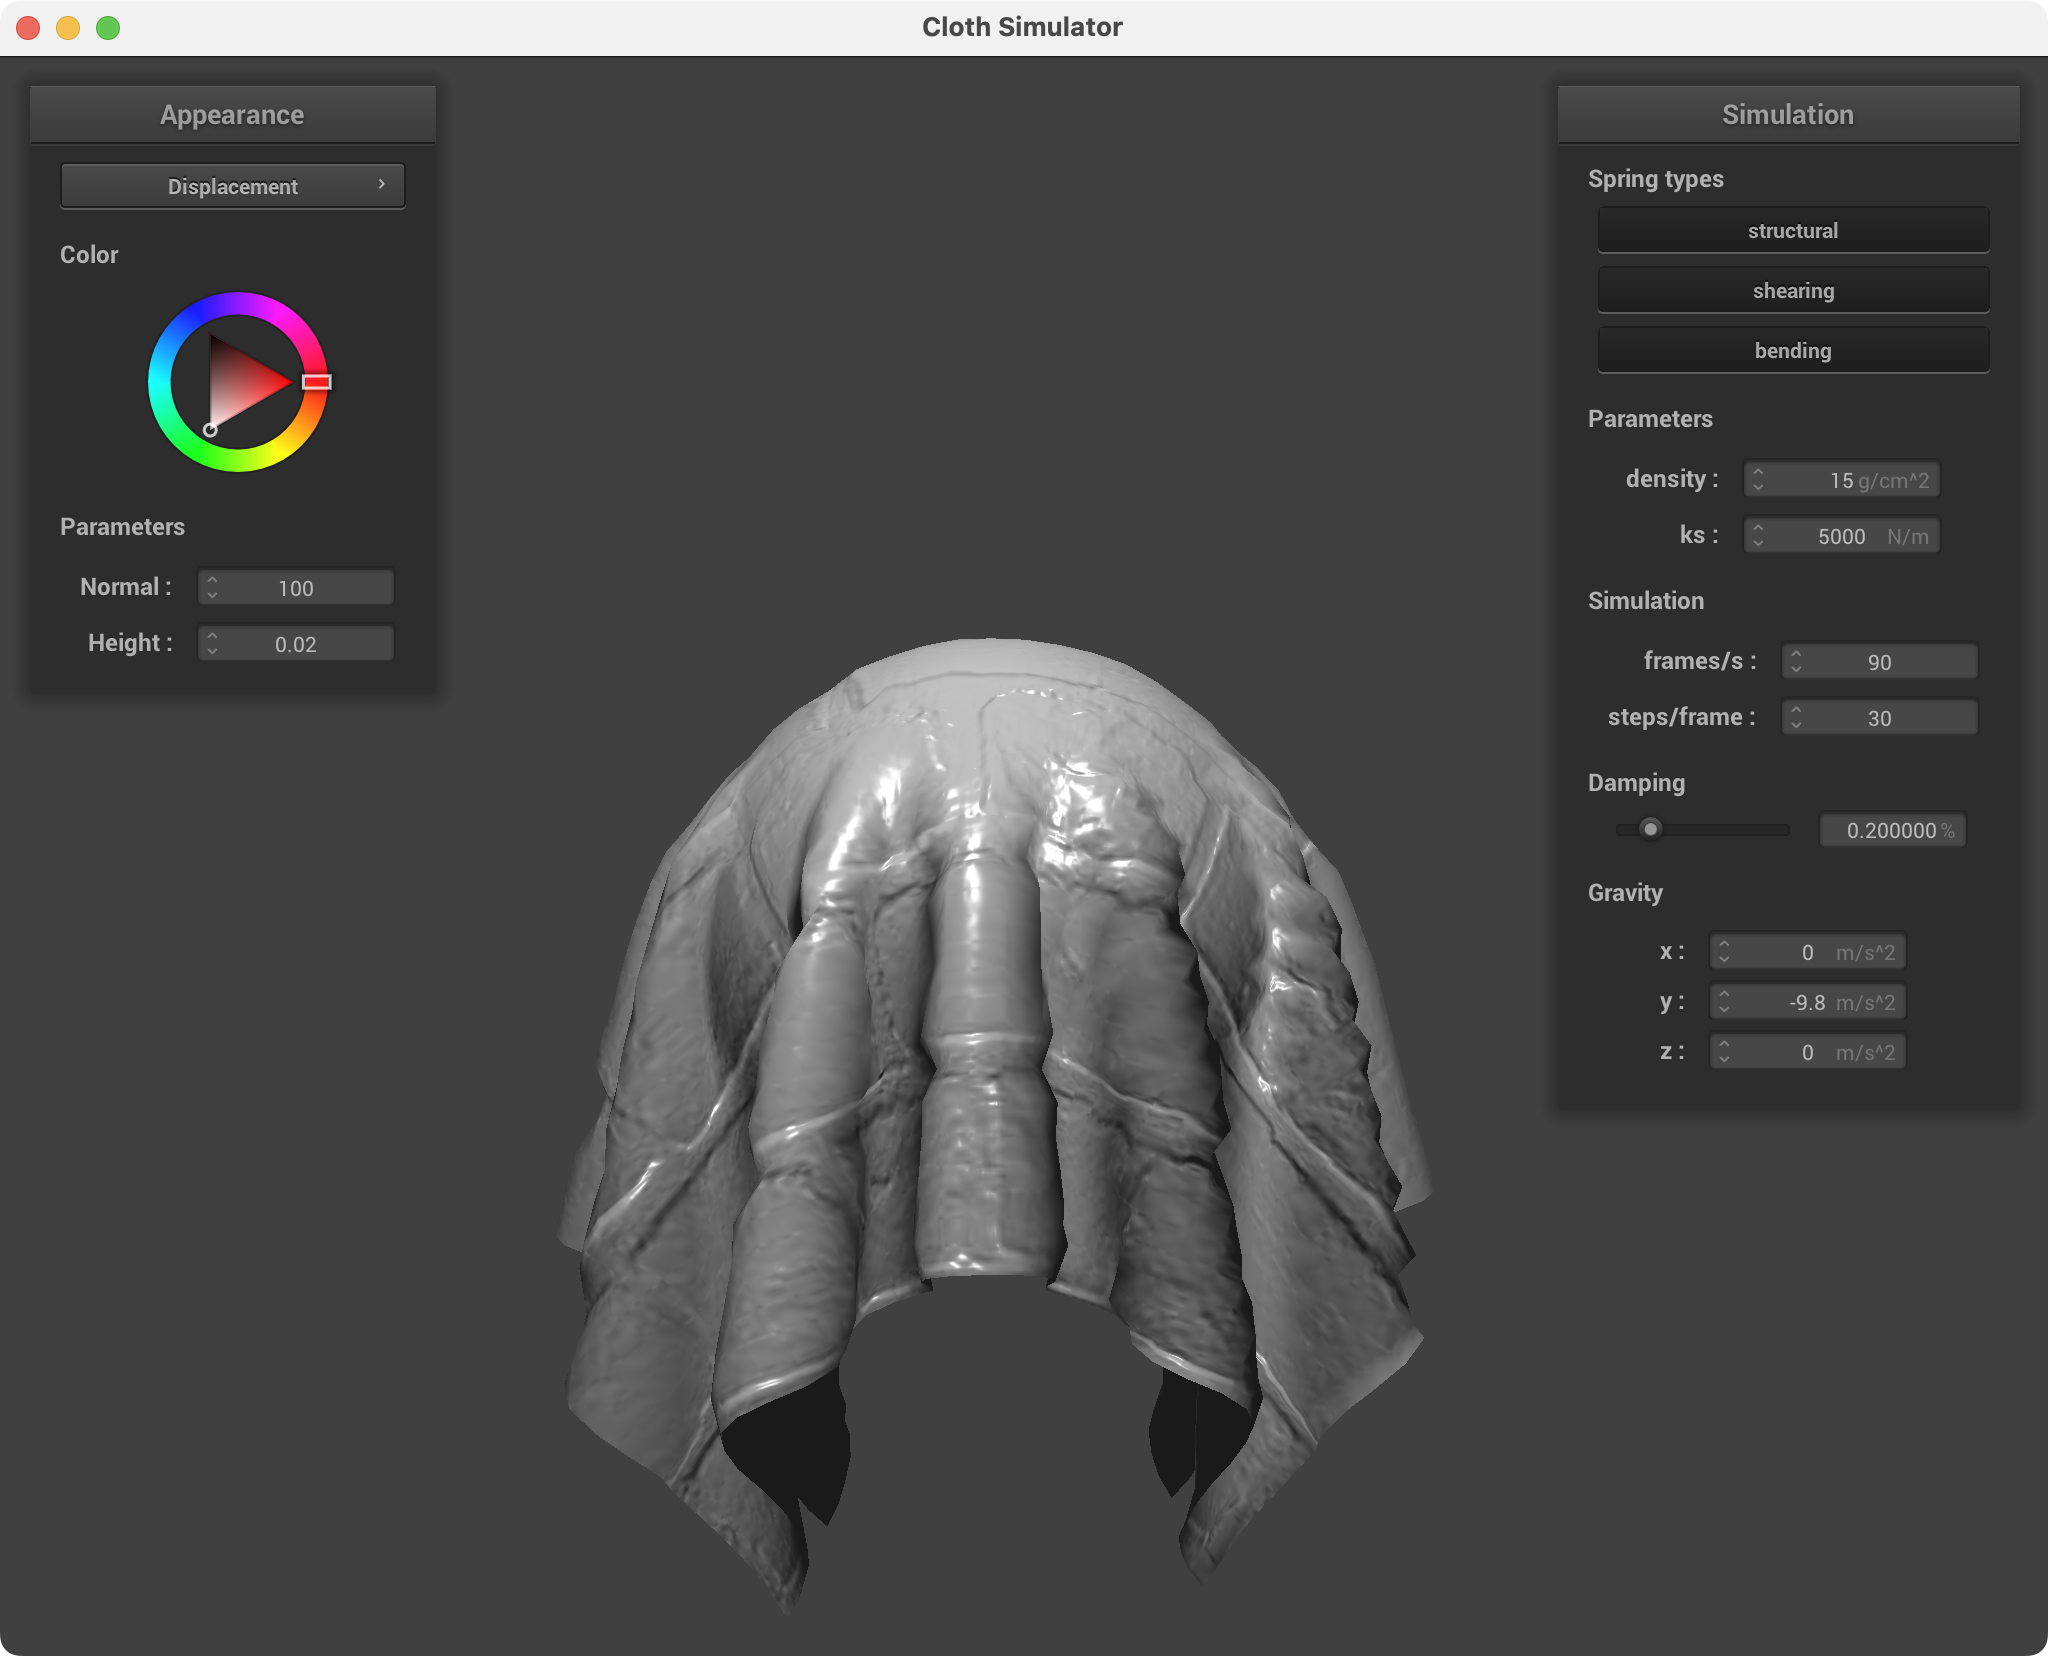 Cloth Simulator
Appearance
Displacement
Color
Parameters
Normal : 100
Height : 0.02
Simulation
Spring types
structural
shearing
bending
Parameters
density : 15 g/cm^2
ks : 5000 N/m
Simulation
frames/s : 90
steps/frame : 30
Damping
0.200000 %
Gravity
x : 0 m/s^2
y : -9.8 m/s^2
z : 0 m/s^2